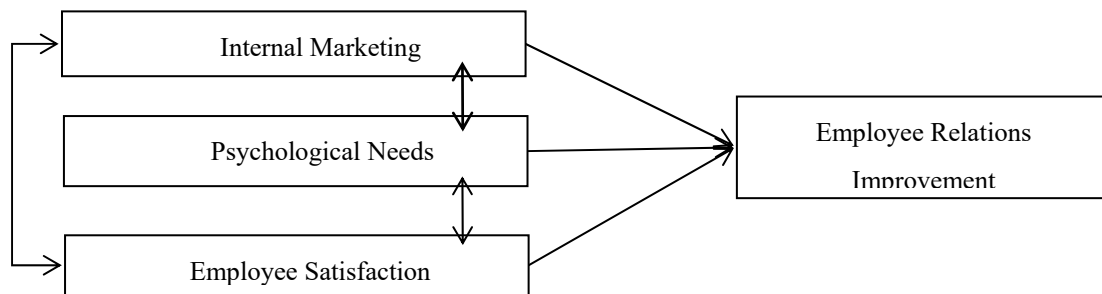 Internal Marketing
Psychological Needs
Employee Relations
Improvement
Employee Satisfaction